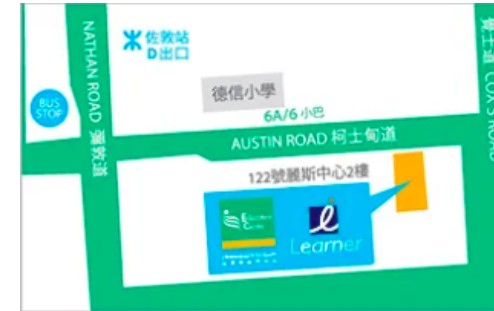 佐敦站
D出口
NATHAN ROAD 彌敦道
BUS
STOP
德信小學
6A/6 小巴
AUSTIN ROAD 柯士甸道
COX'S ROAD
122號麗斯中心2樓
Education
Centre
Learner